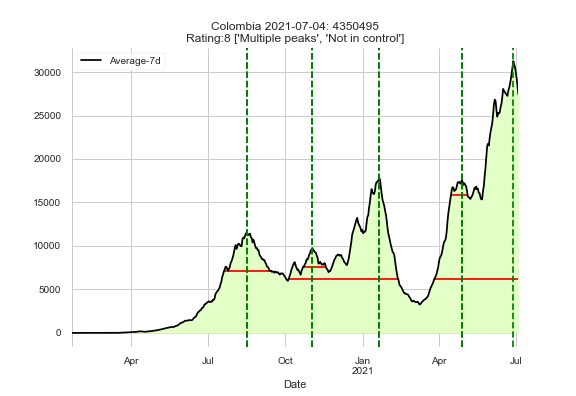 Colombia 2021-07-04: 4350495
Rating:8 ['Multiple peaks', 'Not in control']
Average-7d
30000
25000
20000
15000
10000
5000
0
Apr Jul Oct Jan Apr Jul
2021
Date